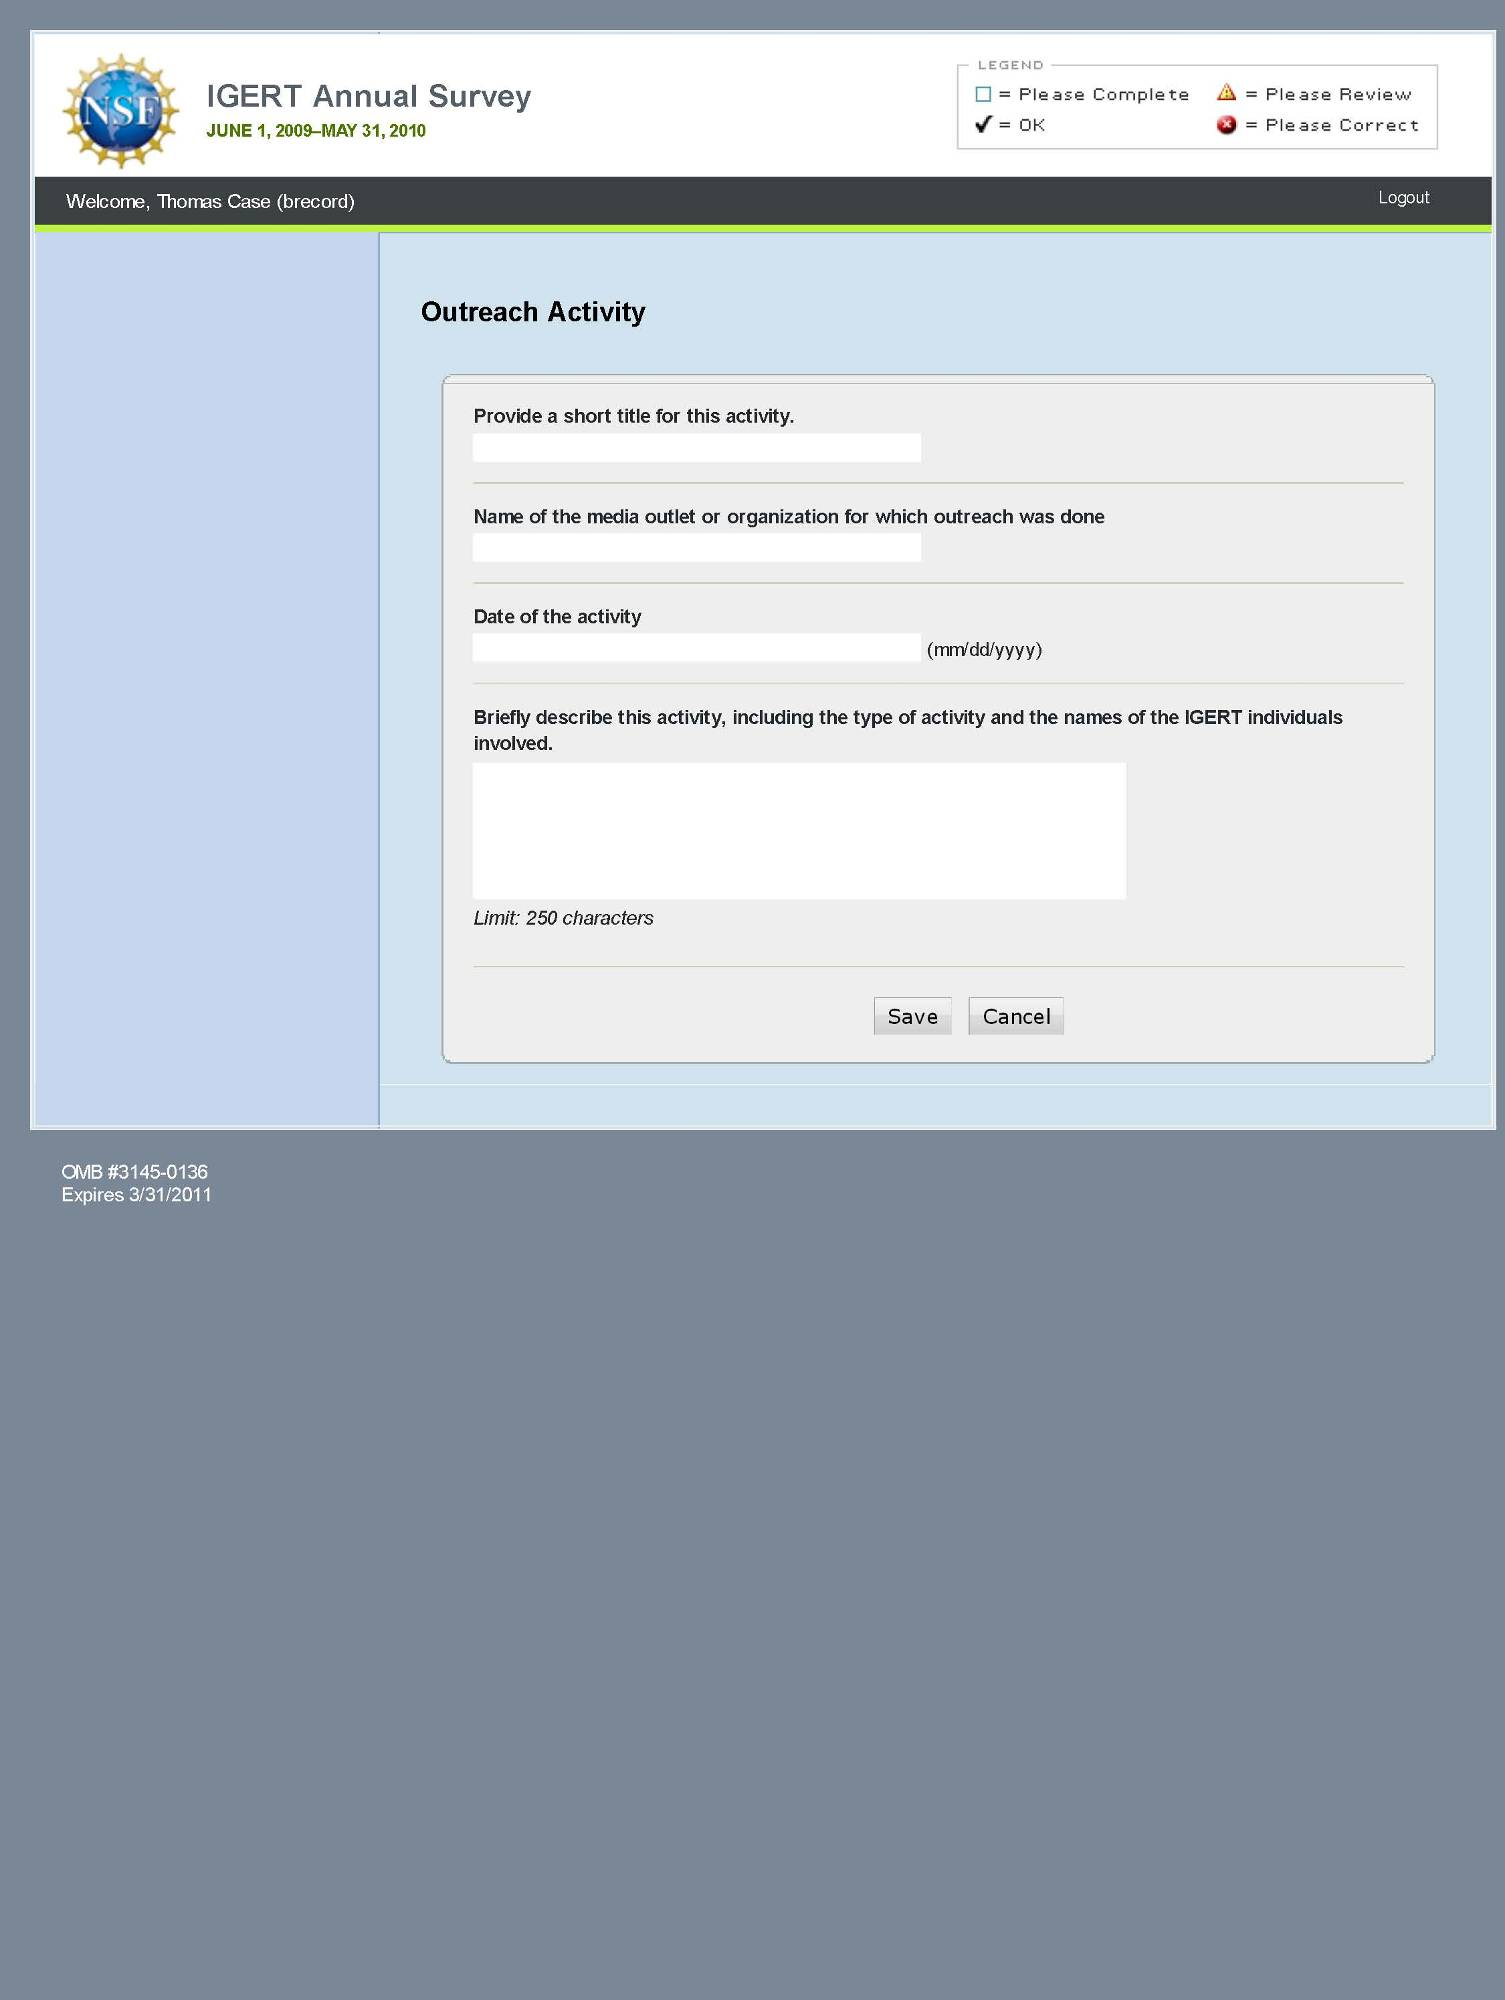 NSF
IGERT Annual Survey
JUNE 1, 2009–MAY 31, 2010
LEGEND
= Please Complete
= Please Review
= OK
= Please Correct
Welcome, Thomas Case (brecord)
Logout
Outreach Activity
Provide a short title for this activity.
Name of the media outlet or organization for which outreach was done
Date of the activity
(mm/dd/yyyy)
Briefly describe this activity, including the type of activity and the names of the IGERT individuals
involved.
Limit: 250 characters
Save
Cancel
OMB #3145-0136
Expires 3/31/2011